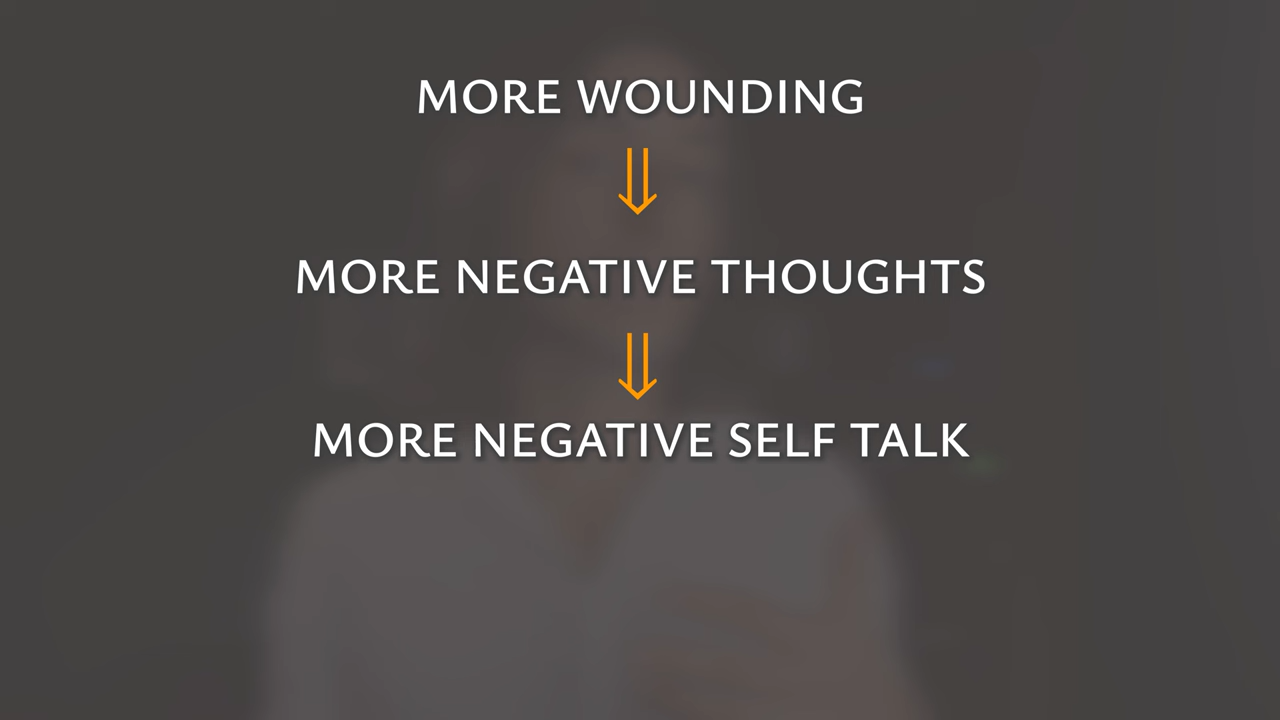 MORE WOUNDING
⇓
MORE NEGATIVE THOUGHTS
⇓
MORE NEGATIVE SELF TALK